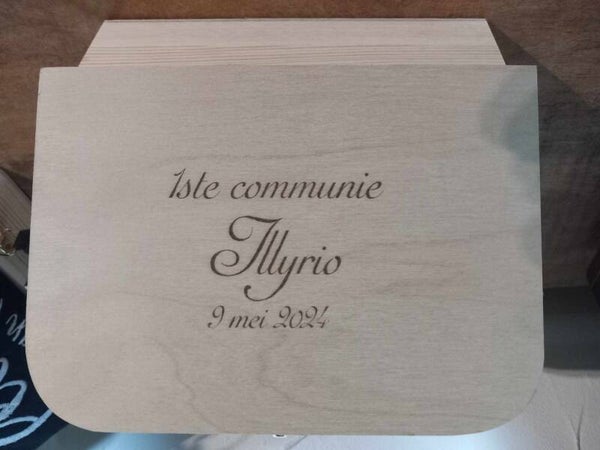 1ste communie
Illyrio
9 mei 2024